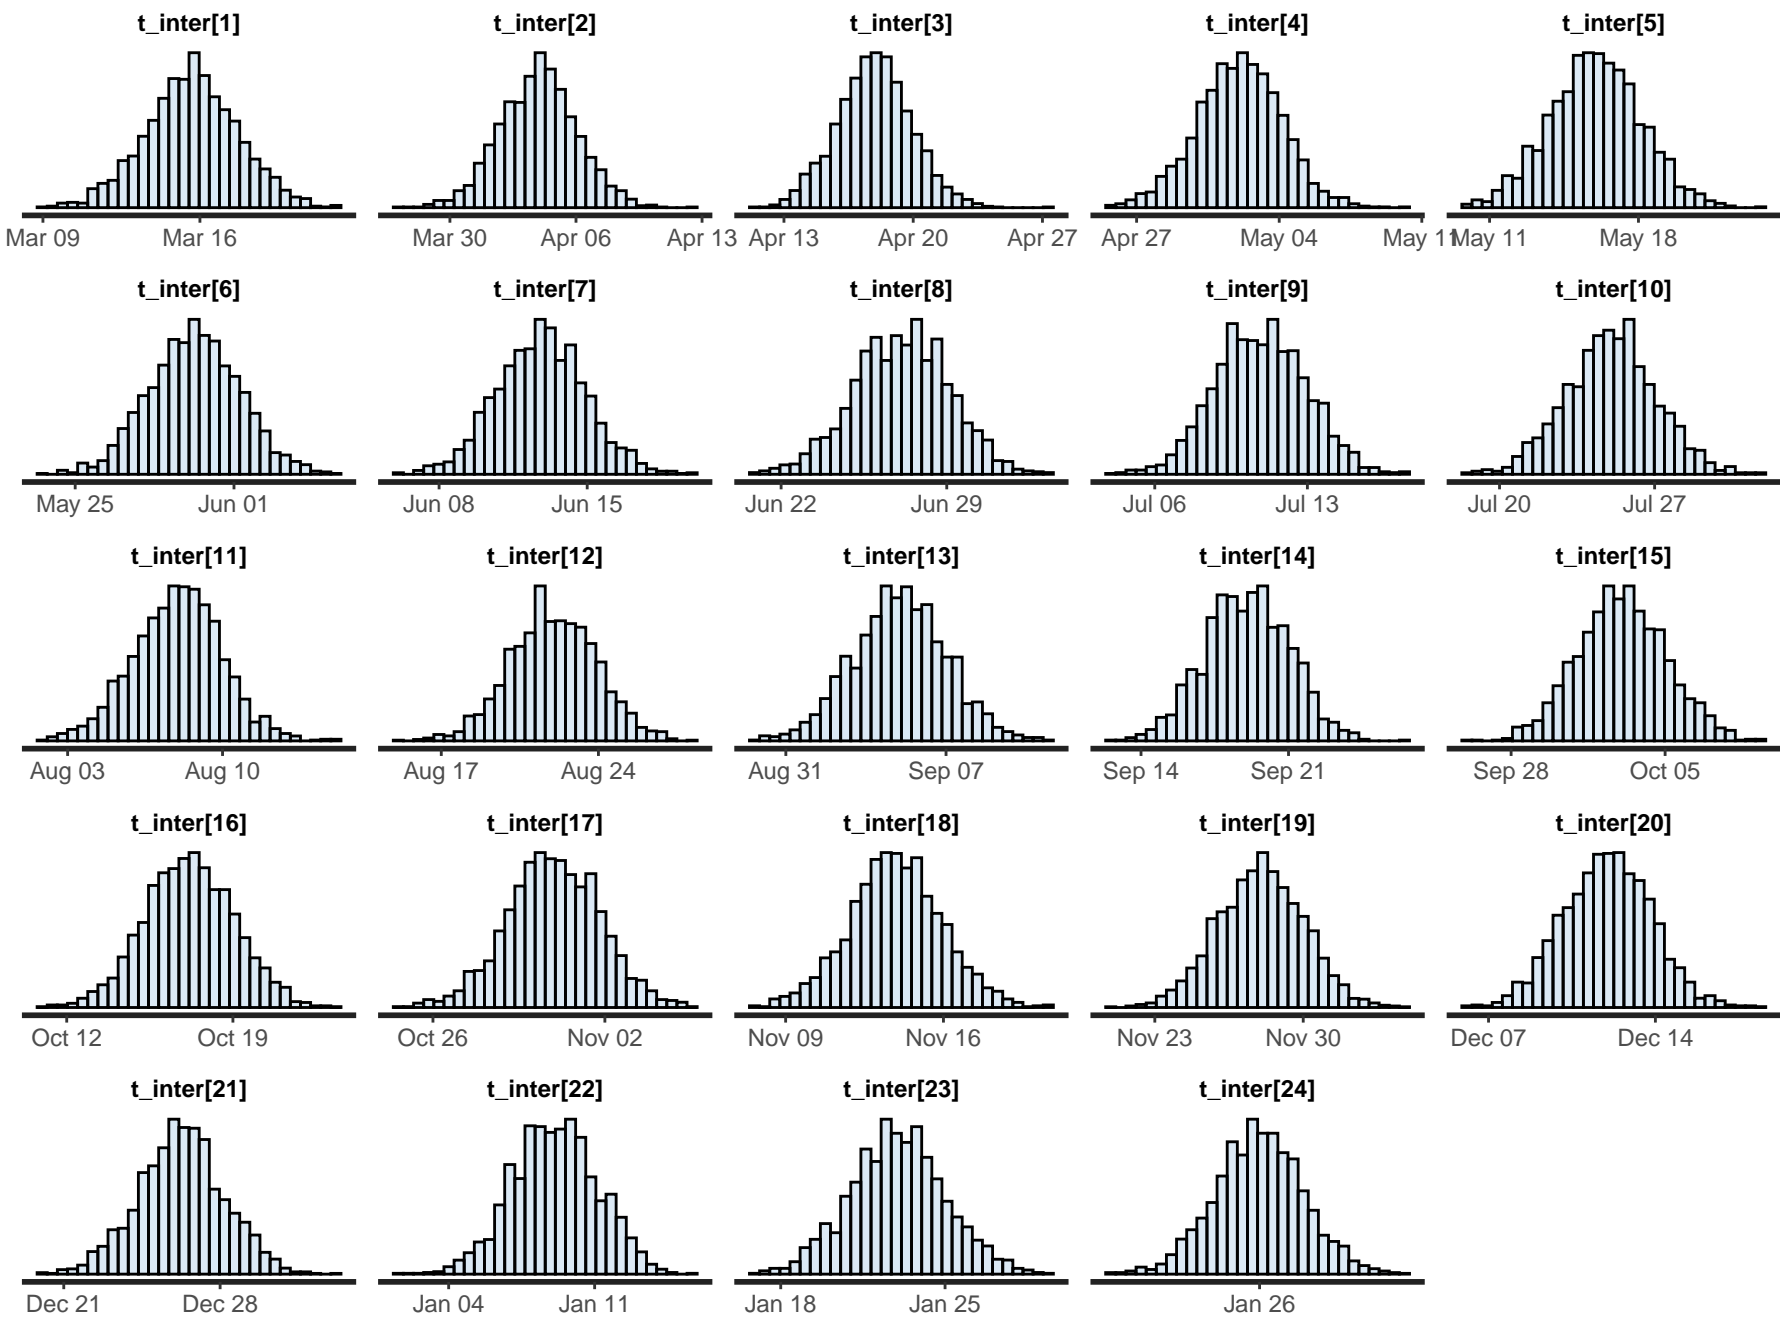 t_inter[1] t_inter[2] t_inter[3] t_inter[4] t_inter[5]
Mar 09 Mar 16 Mar 30 Apr 06 Apr 13 Apr 13 Apr 20 Apr 27 Apr 27 May 04 May 11 May 11 May 18
t_inter[6] t_inter[7] t_inter[8] t_inter[9] t_inter[10]
May 25 Jun 01 Jun 08 Jun 15 Jun 22 Jun 29 Jul 06 Jul 13 Jul 20 Jul 27
t_inter[11] t_inter[12] t_inter[13] t_inter[14] t_inter[15]
Aug 03 Aug 10 Aug 17 Aug 24 Aug 31 Sep 07 Sep 14 Sep 21 Sep 28 Oct 05
t_inter[16] t_inter[17] t_inter[18] t_inter[19] t_inter[20]
Oct 12 Oct 19 Oct 26 Nov 02 Nov 09 Nov 16 Nov 23 Nov 30 Dec 07 Dec 14
t_inter[21] t_inter[22] t_inter[23] t_inter[24]
Dec 21 Dec 28 Jan 04 Jan 11 Jan 18 Jan 25 Jan 26